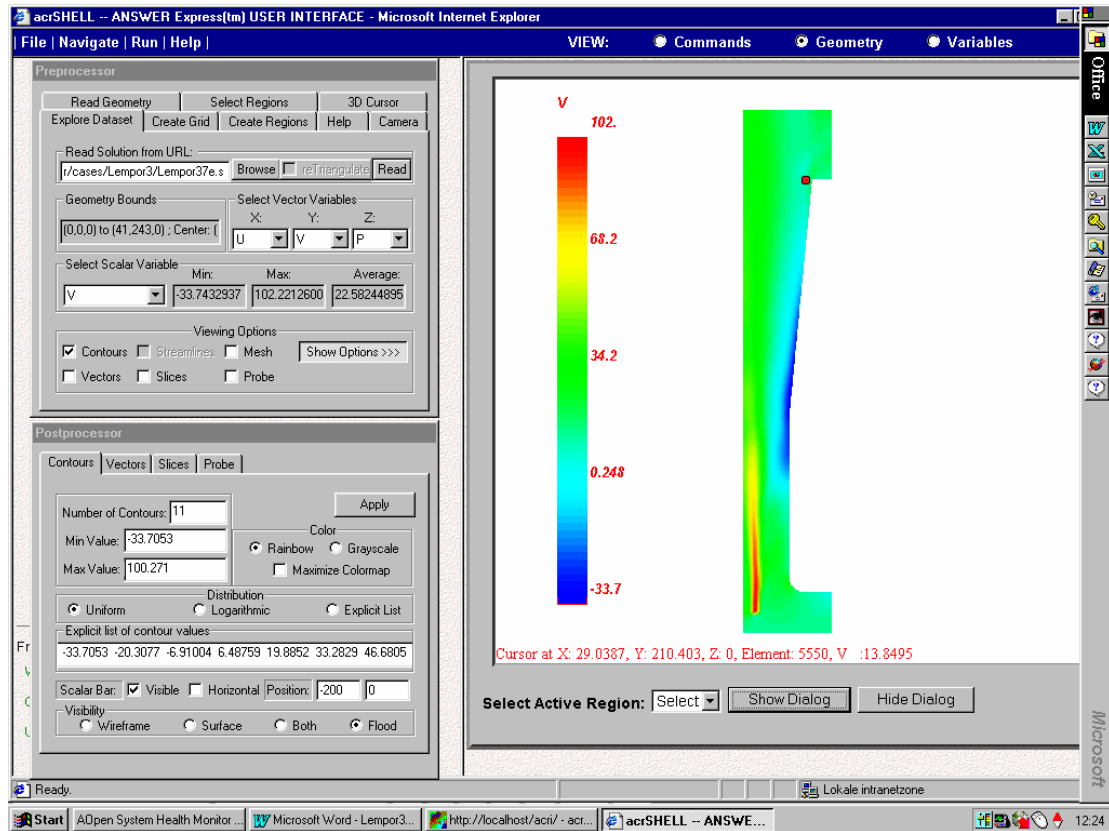 acrSHELL -- ANSWER Express(tm) USER INTERFACE - Microsoft Internet Explorer
| File | Navigate | Run | Help |
VIEW: Commands Geometry Variables
Office
Preprocessor
Read Geometry Select Regions 3D Cursor
Explore Dataset Create Grid Create Regions Help Camera
Read Solution from URL:
r/cases/Lempor3/Lempor37e.s Browse reTriangulate Read
Geometry Bounds
(0,0,0) to (41,243,0) ; Center: (
Select Vector Variables
X: Y: Z:
U V P
Select Scalar Variable
Min: Max: Average:
V -33.7432937 102.2212600 22.58244895
Viewing Options
Contours Streamlines Mesh Show Options >>>
Vectors Slices Probe
Postprocessor
Contours Vectors Slices Probe
Number of Contours: 11
Apply
Min Value: -33.7053
Max Value: 100.271
Color
Rainbow Grayscale
Maximize Colormap
Distribution
Uniform Logarithmic Explicit List
Explicit list of contour values
-33.7053 -20.3077 -6.91004 6.48759 19.8852 33.2829 46.6805
Scalar Bar: Visible Horizontal Position: -200 0
Visibility
Wireframe Surface Both Flood
Fr
V
102.
68.2
34.2
0.248
-33.7
Cursor at X: 29.0387, Y: 210.403, Z: 0, Element: 5550, V :13.8495
Select Active Region: Select Show Dialog Hide Dialog
Microsoft
Ready.
Lokale intranetzone
Start AOpen System Health Monitor ... Microsoft Word - Lempor3... http://localhost/acri/ - acr... acrSHELL -- ANSWE... 12:24